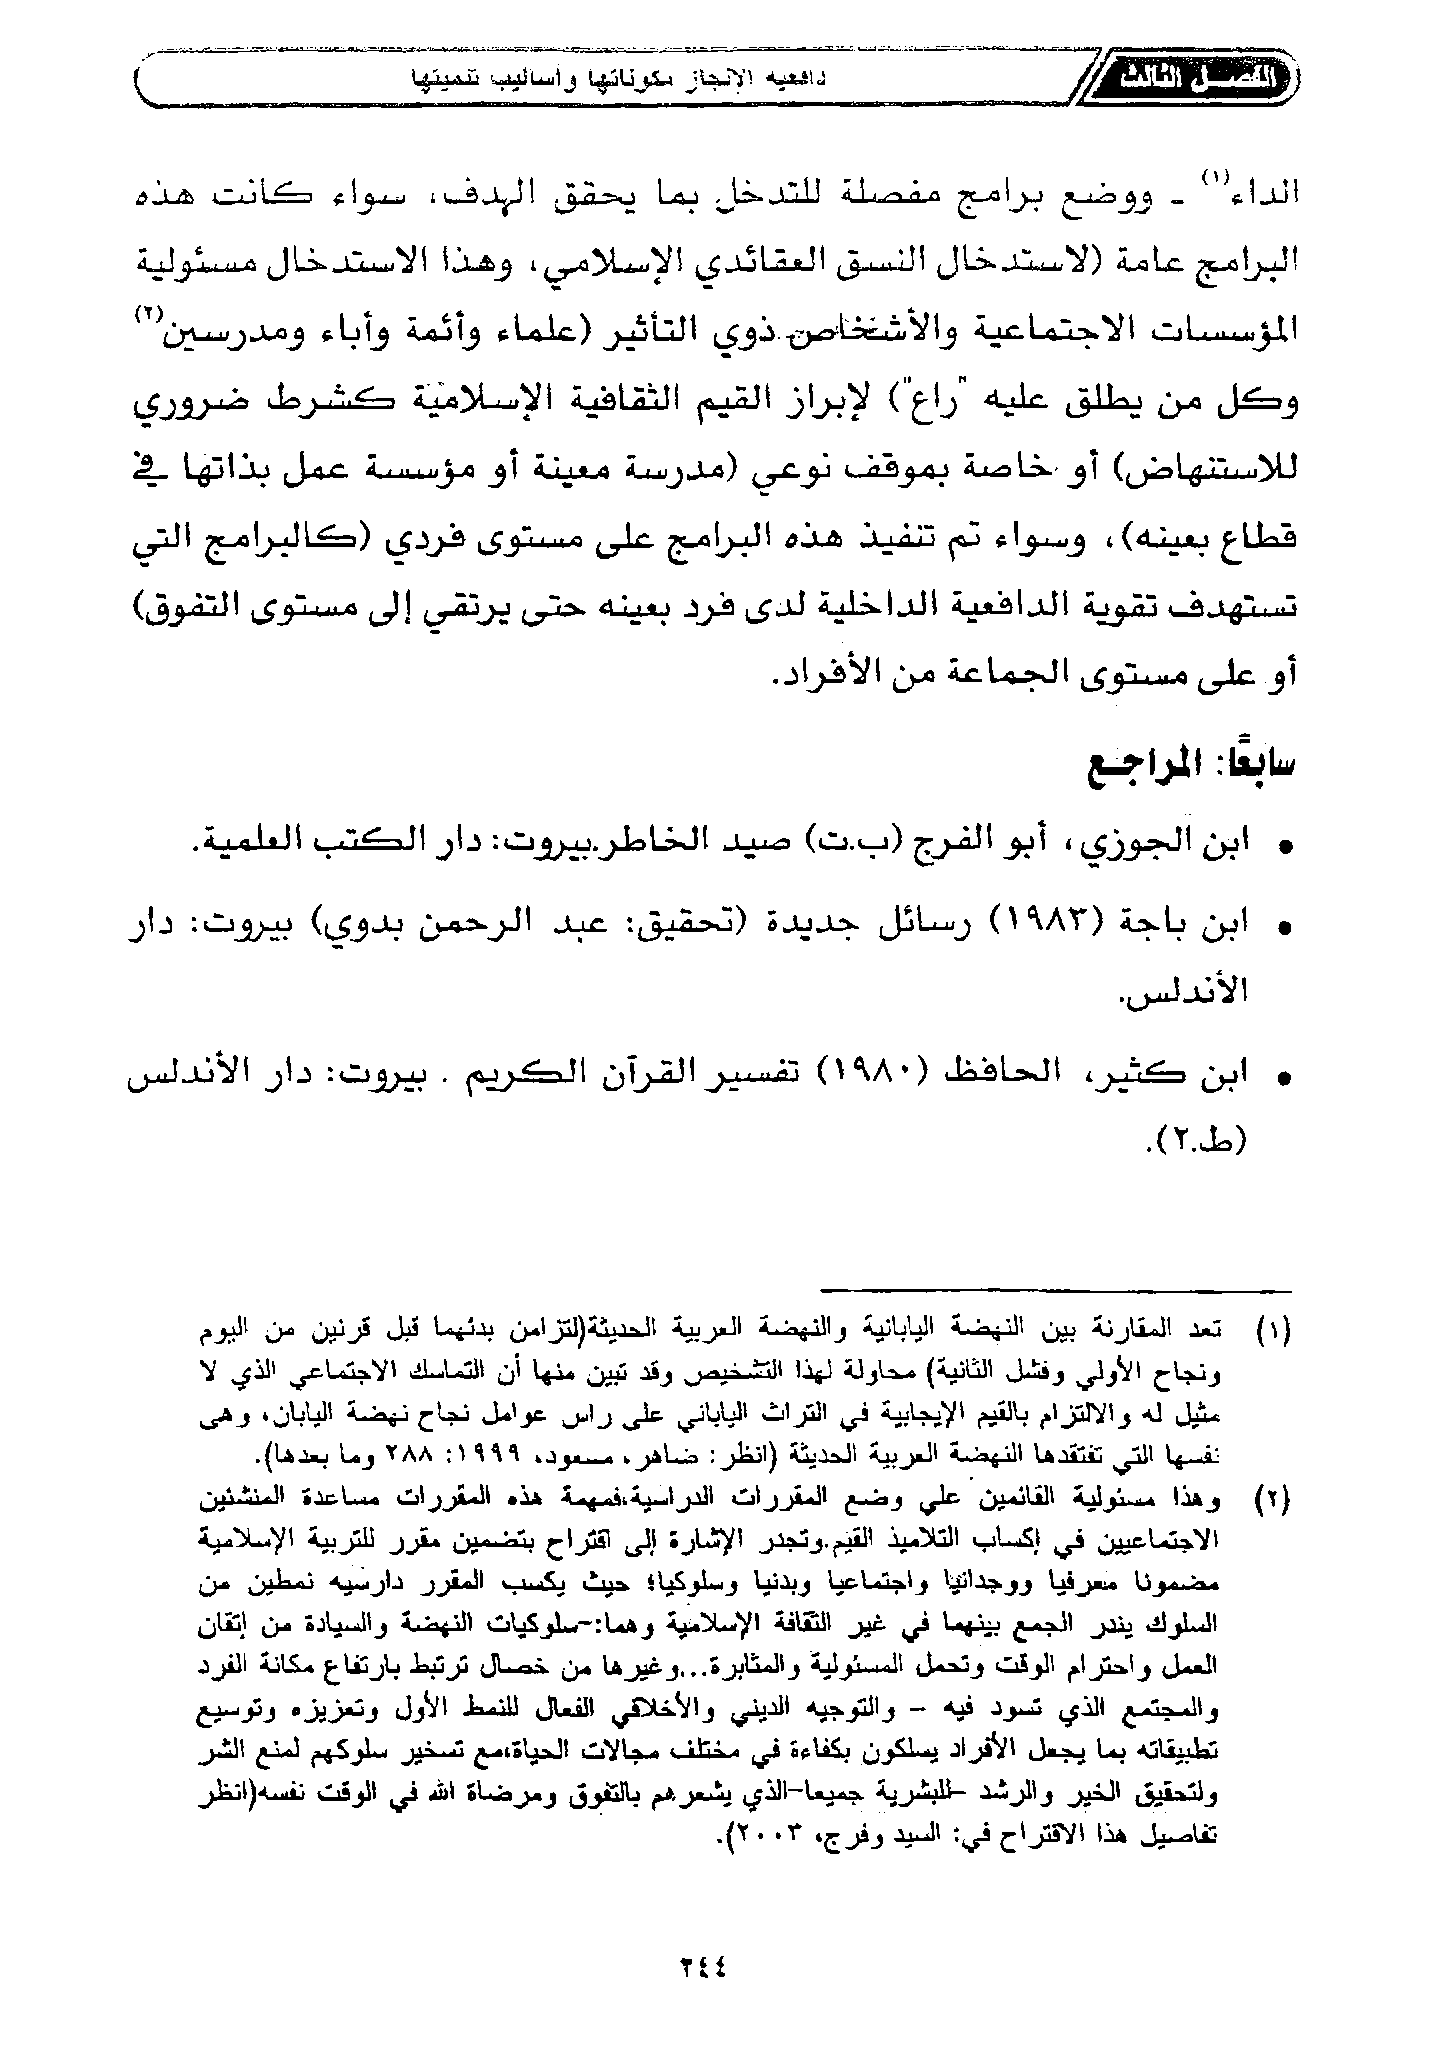 الفصل الثالث
دافعية الإنجاز مكوناتها وأساليب تنميتها
الداء(١) - ووضع برامج مفصلة للتدخل بما يحقق الهدف، سواء كانت هذه
البرامج عامة (لاستدخال النسق العقائدي الإسلامي، وهذا الاستدخال مسئولية
المؤسسات الاجتماعية والأشخاص ذوي التأثير (علماء وأئمة وأباء ومدرسين(٢)
وكل من يطلق عليه "راع") لإبراز القيم الثقافية الإسلامية كشرط ضروري
للاستنهاض) أو خاصة بموقف نوعي (مدرسة معينة أو مؤسسة عمل بذاتها في
قطاع بعينه)، وسواء تم تنفيذ هذه البرامج على مستوى فردي (كالبرامج التي
تستهدف تقوية الدافعية الداخلية لدى فرد بعينه حتى يرتقي إلى مستوى التفوق)
أو على مستوى الجماعة من الأفراد.
سابعًا: المراجع
• ابن الجوزي، أبو الفرج (ب.ت) صيد الخاطر.بيروت: دار الكتب العلمية.
• ابن باجة (١٩٨٣) رسائل جديدة (تحقيق: عبد الرحمن بدوي) بيروت: دار
الأندلس.
• ابن كثير، الحافظ (١٩٨٠) تفسير القرآن الكريم . بيروت: دار الأندلس
(ط.٢).
(١) تعد المقارنة بين النهضة اليابانية والنهضة العربية الحديثة(لتزامن بدئهما قبل قرنين من اليوم
ونجاح الأولي وفشل الثانية) محاولة لهذا التشخيص وقد تبين منها أن التماسك الاجتماعي الذي لا
مثيل له والالتزام بالقيم الإيجابية في التراث الياباني على راس عوامل نجاح نهضة اليابان، وهى
نفسها التي تفتقدها النهضة العربية الحديثة (انظر: ضاهر، مسعود، ١٩٩٩: ٢٨٨ وما بعدها).
(٢) وهذا مسئولية القائمين علي وضع المقررات الدراسية،فمهمة هذه المقررات مساعدة المنشئين
الاجتماعيين في إكساب التلاميذ القيم.وتجدر الإشارة إلى اقتراح بتضمين مقرر للتربية الإسلامية
مضمونا معرفيا ووجدانيا واجتماعيا وبدنيا وسلوكيا؛ حيث يكسب المقرر دارسيه نمطين من
السلوك يندر الجمع بينهما في غير الثقافة الإسلامية وهما:-سلوكيات النهضة والسيادة من إتقان
العمل واحترام الوقت وتحمل المسئولية والمثابرة...وغيرها من خصال ترتبط بارتفاع مكانة الفرد
والمجتمع الذي تسود فيه – والتوجيه الديني والأخلاقي الفعال للنمط الأول وتعزيزه وتوسيع
تطبيقاته بما يجعل الأفراد يسلكون بكفاءة في مختلف مجالات الحياة،مع تسخير سلوكهم لمنع الشر
ولتحقيق الخير والرشد –للبشرية جميعا-الذي يشعرهم بالتفوق ومرضاة الله في الوقت نفسه(انظر
تفاصيل هذا الاقتراح في: السيد وفرج، ٢٠٠٣).
٢٤٤